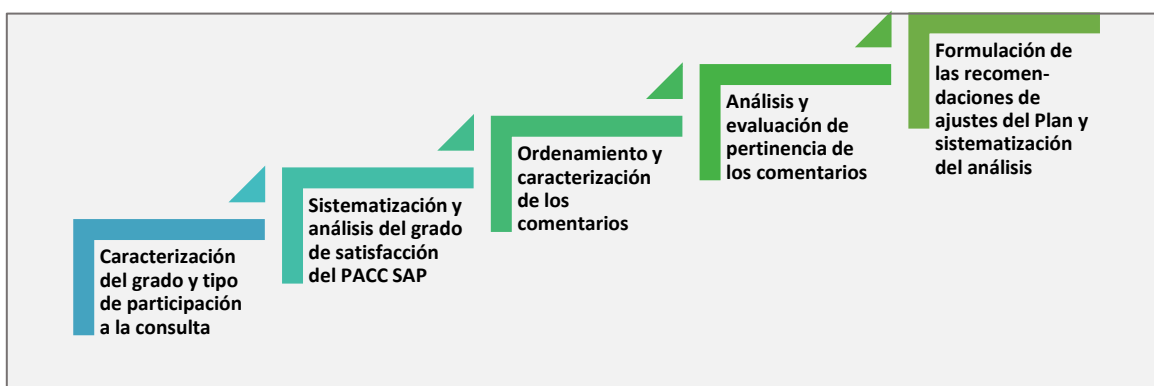 Caracterización
del grado y tipo
de participación
a la consulta
Sistematización y
análisis del grado
de satisfacción
del PACC SAP
Ordenamiento y
caracterización
de los
comentarios
Análisis y
evaluación de
pertinencia de
los comentarios
Formulación de
las recomen-
daciones de
ajustes del Plan y
sistematización
del análisis